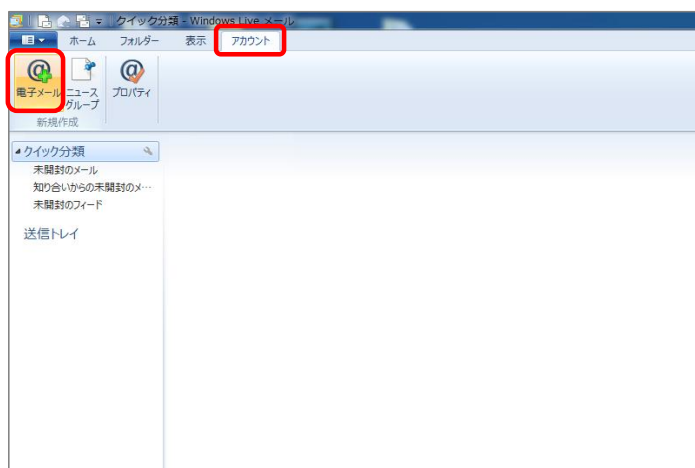 クイック分類 - Windows Live メール
ホーム フォルダー 表示 アカウント
電子メール ニュース グループ プロパティ
新規作成
クイック分類
未開封のメール
知り合いからの未開封のメ…
未開封のフィード
送信トレイ